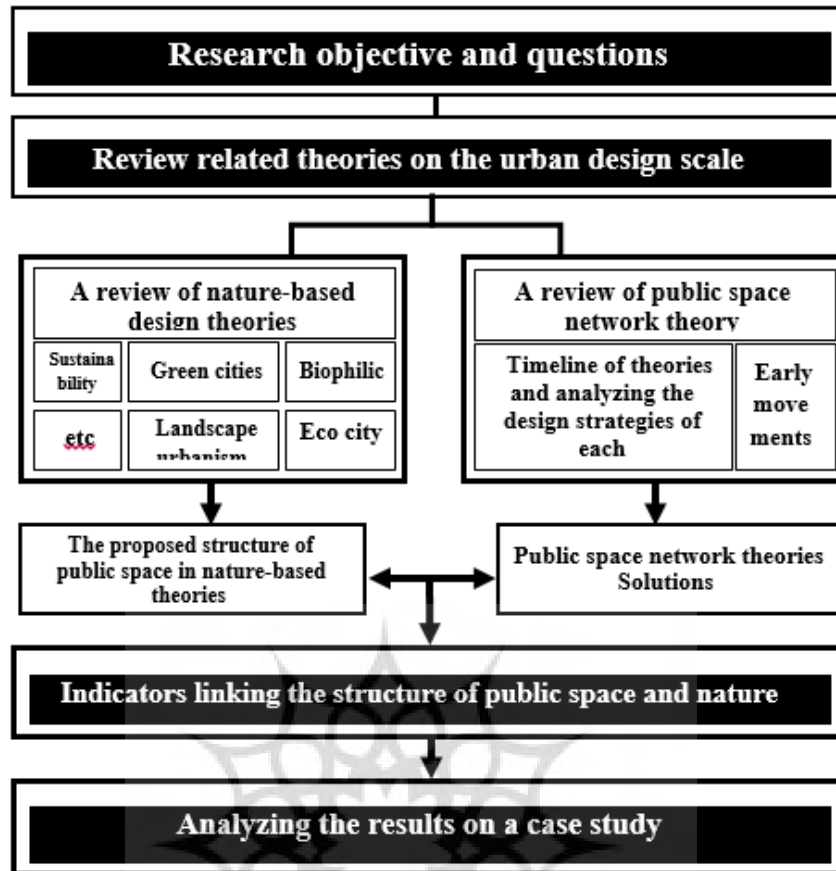 Research objective and questions
Review related theories on the urban design scale
A review of nature-based
design theories
Sustaina
bility
Green cities
Biophilic
etc
Landscape
urbanism
Eco city
A review of public space
network theory
Timeline of theories
and analyzing the
design strategies of
each
Early
move
ments
The proposed structure of
public space in nature-based
theories
Public space network theories
Solutions
Indicators linking the structure of public space and nature
Analyzing the results on a case study